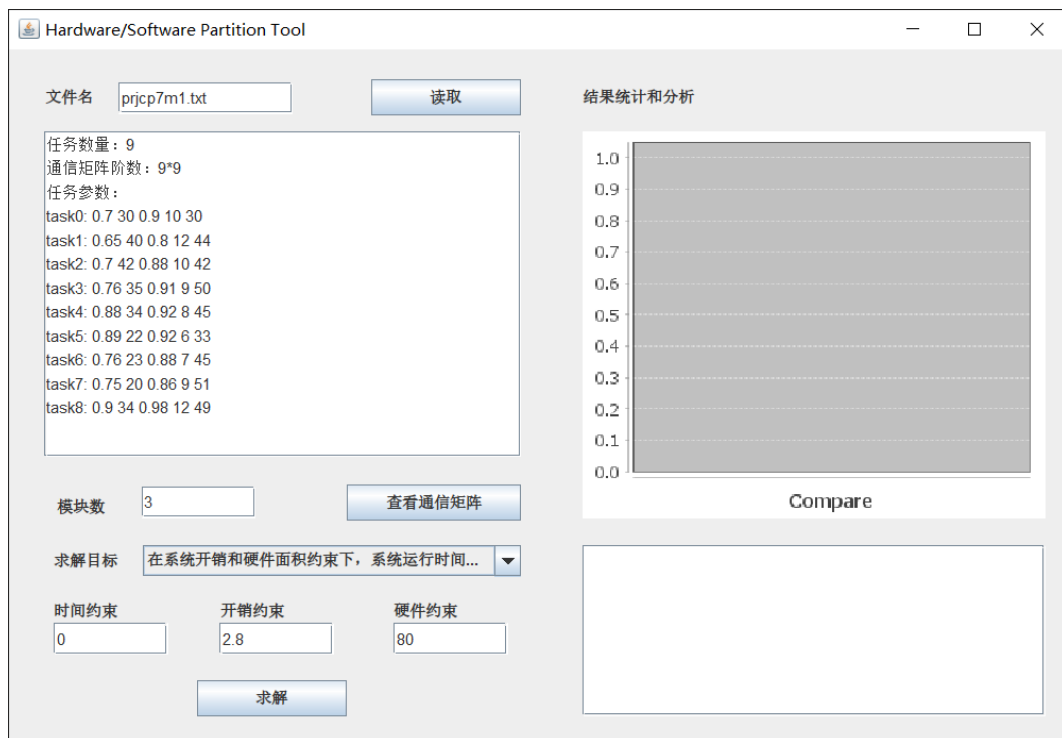 Hardware/Software Partition Tool
文件名 prjcp7m1.txt 读取
任务数量：9
通信矩阵阶数：9*9
任务参数：
task0: 0.7 30 0.9 10 30
task1: 0.65 40 0.8 12 44
task2: 0.7 42 0.88 10 42
task3: 0.76 35 0.91 9 50
task4: 0.88 34 0.92 8 45
task5: 0.89 22 0.92 6 33
task6: 0.76 23 0.88 7 45
task7: 0.75 20 0.86 9 51
task8: 0.9 34 0.98 12 49
模块数 3 查看通信矩阵
求解目标 在系统开销和硬件面积约束下，系统运行时间...
时间约束 开销约束 硬件约束
0 2.8 80
求解
结果统计和分析
1.0
0.9
0.8
0.7
0.6
0.5
0.4
0.3
0.2
0.1
0.0
Compare